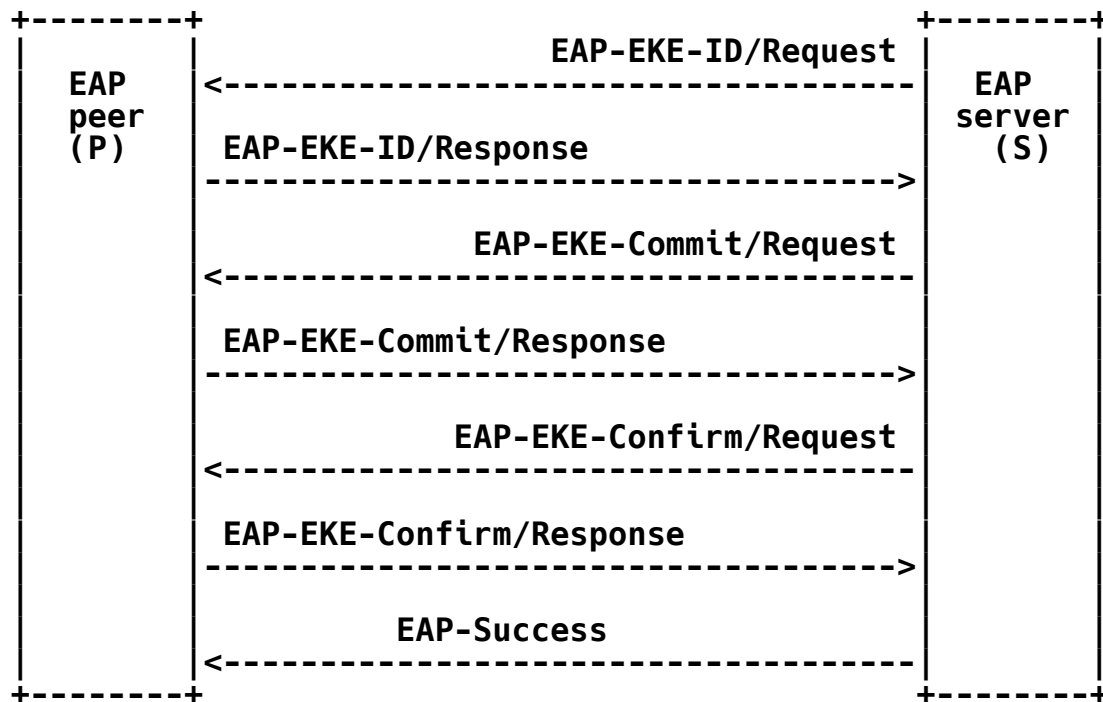 EAP-EKE-ID/Request
EAP EAP
peer server
(P) EAP-EKE-ID/Response (S)
EAP-EKE-Commit/Request
EAP-EKE-Commit/Response
EAP-EKE-Confirm/Request
EAP-EKE-Confirm/Response
EAP-Success